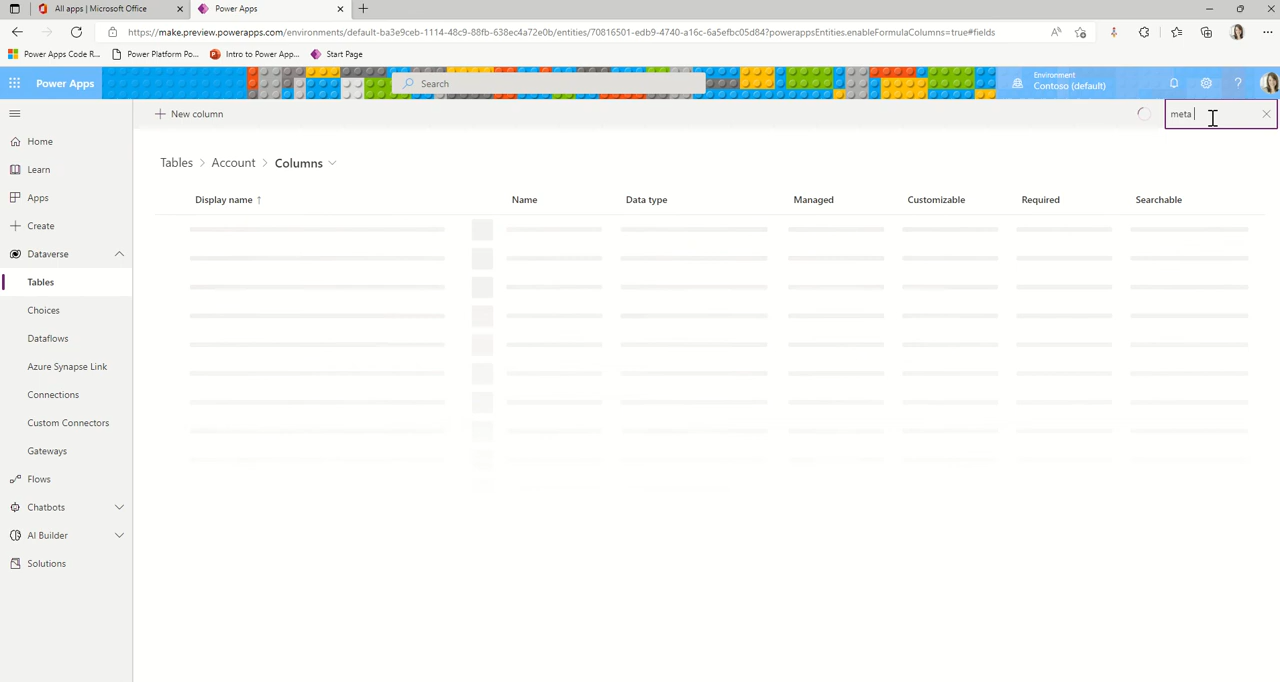 All apps | Microsoft Office
Power Apps
https://make.preview.powerapps.com/environments/default-ba3e9ceb-1114-48c9-88fb-638ec4a72e0b/entities/70816501-edb9-4740-a16c-6a5efbc05d84?powerappsEntities.enableFormulaColumns=true#fields
Power Apps Code R...
Power Platform Po...
Intro to Power App...
Start Page
Power Apps
Search
Environment
Contoso (default)
New column
meta
Home
Learn
Apps
Create
Dataverse
Tables
Choices
Dataflows
Azure Synapse Link
Connections
Custom Connectors
Gateways
Flows
Chatbots
AI Builder
Solutions
Tables > Account > Columns
Display name ↑ Name Data type Managed Customizable Required Searchable